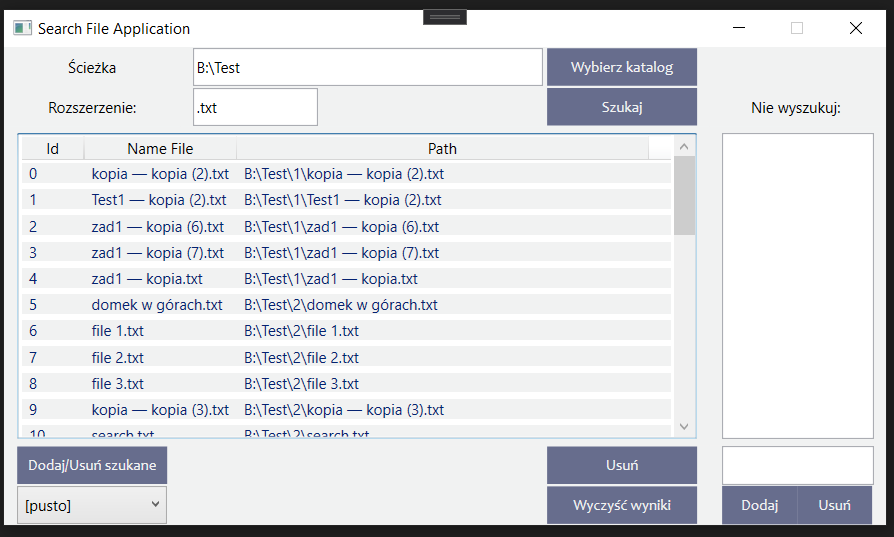 Search File Application
Ścieżka B:\Test Wybierz katalog
Rozszerzenie: .txt Szukaj Nie wyszukuj:
Id Name File Path
0 kopia — kopia (2).txt B:\Test\1\kopia — kopia (2).txt
1 Test1 — kopia (2).txt B:\Test\1\Test1 — kopia (2).txt
2 zad1 — kopia (6).txt B:\Test\1\zad1 — kopia (6).txt
3 zad1 — kopia (7).txt B:\Test\1\zad1 — kopia (7).txt
4 zad1 — kopia.txt B:\Test\1\zad1 — kopia.txt
5 domek w górach.txt B:\Test\2\domek w górach.txt
6 file 1.txt B:\Test\2\file 1.txt
7 file 2.txt B:\Test\2\file 2.txt
8 file 3.txt B:\Test\2\file 3.txt
9 kopia — kopia (3).txt B:\Test\2\kopia — kopia (3).txt
10 search.txt B:\Test\2\search.txt
Dodaj/Usuń szukane Usuń
[pusto] Wyczyść wyniki Dodaj Usuń